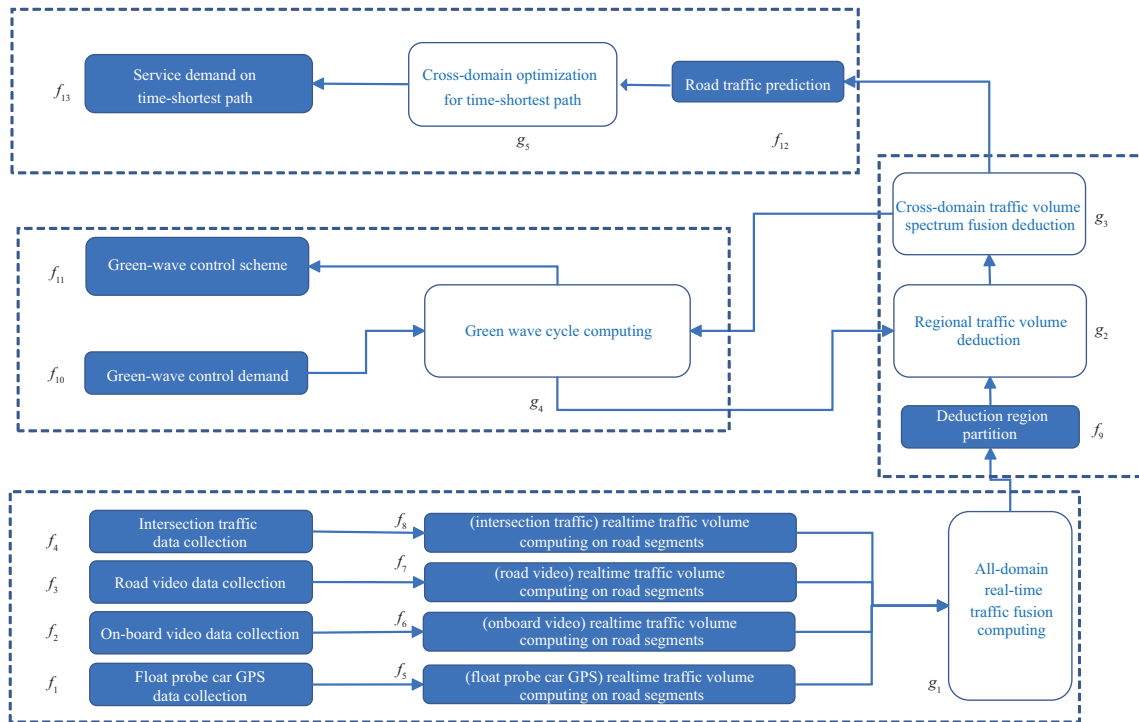 Service demand on
time-shortest path
f13
Cross-domain optimization
for time-shortest path
g5
Road traffic prediction
f12
Cross-domain traffic volume
spectrum fusion deduction
g3
Green-wave control scheme
f11
Green wave cycle computing
g4
Regional traffic volume
deduction
g2
Green-wave control demand
f10
Deduction region
partition
f9
Intersection traffic
data collection
f4
f8
(intersection traffic) realtime traffic volume
computing on road segments
Road video data collection
f3
f7
(road video) realtime traffic volume
computing on road segments
On-board video data collection
f2
f6
(onboard video) realtime traffic volume
computing on road segments
Float probe car GPS
data collection
f1
f5
(float probe car GPS) realtime traffic volume
computing on road segments
All-domain
real-time
traffic fusion
computing
g1